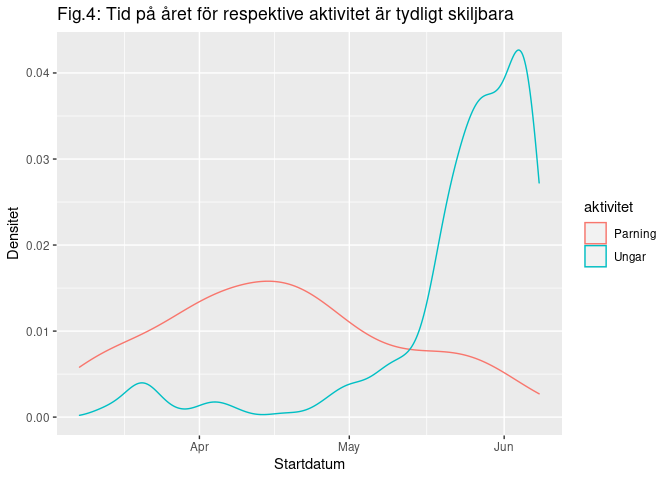 Fig.4: Tid på året för respektive aktivitet är tydligt skiljbara
0.04
0.03
0.02
0.01
0.00
Densitet
Apr
May
Jun
Startdatum
aktivitet
Parning
Ungar